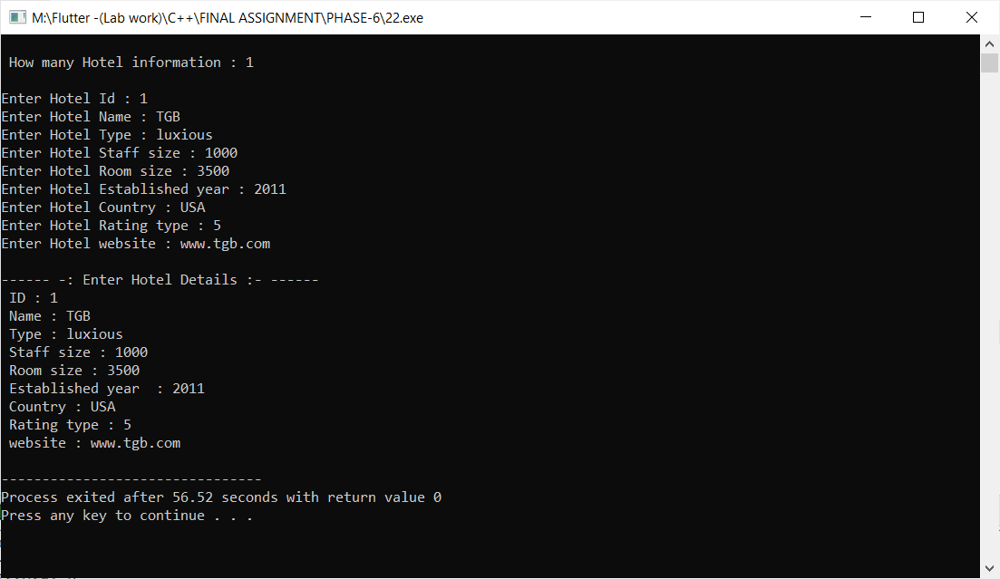 M:\Flutter -(Lab work)\C++\FINAL ASSIGNMENT\PHASE-6\22.exe
How many Hotel information : 1
Enter Hotel Id : 1
Enter Hotel Name : TGB
Enter Hotel Type : luxious
Enter Hotel Staff size : 1000
Enter Hotel Room size : 3500
Enter Hotel Established year : 2011
Enter Hotel Country : USA
Enter Hotel Rating type : 5
Enter Hotel website : www.tgb.com
------ -: Enter Hotel Details :- ------
ID : 1
Name : TGB
Type : luxious
Staff size : 1000
Room size : 3500
Established year  : 2011
Country : USA
Rating type : 5
website : www.tgb.com
--------------------------------
Process exited after 56.52 seconds with return value 0
Press any key to continue . . .